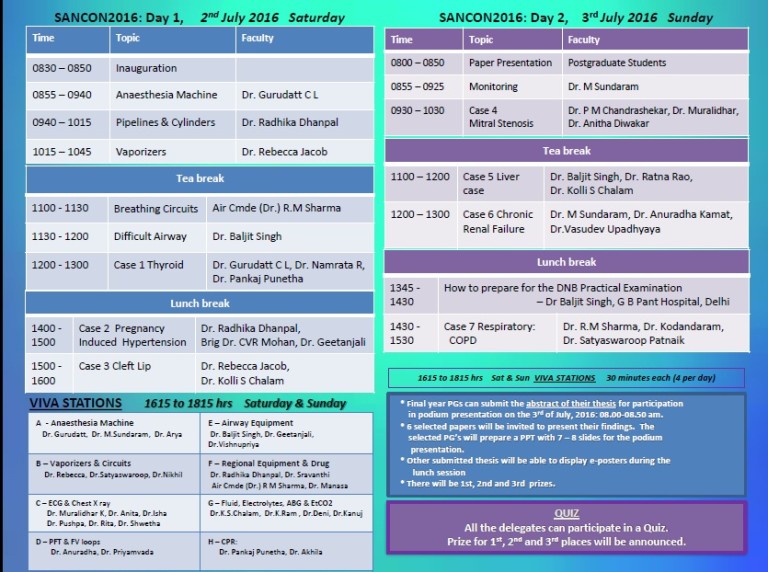 SANCON2016: Day 1, 2nd July 2016 Saturday
Time Topic Faculty
0830 – 0850 Inauguration
0855 – 0940 Anaesthesia Machine Dr. Gurudatt C L
0940 – 1015 Pipelines & Cylinders Dr. Radhika Dhanpal
1015 – 1045 Vaporizers Dr. Rebecca Jacob
Tea break
1100 - 1130 Breathing Circuits Air Cmde (Dr.) R.M Sharma
1130 - 1200 Difficult Airway Dr. Baljit Singh
1200 - 1300 Case 1 Thyroid Dr. Gurudatt C L, Dr. Namrata R,
Dr. Pankaj Punetha
Lunch break
1400 - Case 2 Pregnancy Dr. Radhika Dhanpal,
1500 Induced Hypertension Brig Dr. CVR Mohan, Dr. Geetanjali
1500 - Case 3 Cleft Lip Dr. Rebecca Jacob,
1600 Dr. Kolli S Chalam
VIVA STATIONS 1615 to 1815 hrs Saturday & Sunday
A - Anaesthesia Machine
Dr. Gurudatt, Dr. M.Sundaram, Dr. Arya
E – Airway Equipment
Dr. Baljit Singh, Dr. Geetanjali,
Dr.Vishnupriya
B – Vaporizers & Circuits
Dr. Rebecca, Dr.Satyaswaroop, Dr.Nikhil
F – Regional Equipment & Drug
Dr. Radhika Dhanpal, Dr. Sravanthi
Air Cmde (Dr.) R M Sharma, Dr. Manasa
C – ECG & Chest X ray
Dr. Muralidhar K, Dr. Anita, Dr.Isha
Dr. Pushpa, Dr. Rita, Dr. Shwetha
G – Fluid, Electrolytes, ABG & EtCO2
Dr.K.S.Chalam, Dr.K.Ram , Dr.Deni, Dr.Kanuj
D – PFT & FV loops
Dr. Anuradha, Dr. Priyamvada
H – CPR:
Dr. Pankaj Punetha, Dr. Akhila
SANCON2016: Day 2, 3rd July 2016 Sunday
Time Topic Faculty
0800 – 0850 Paper Presentation Postgraduate Students
0855 – 0925 Monitoring Dr. M Sundaram
0930 - 1030 Case 4 Dr. P M Chandrashekar, Dr. Muralidhar,
Mitral Stenosis Dr. Anitha Diwakar
Tea break
1100 – 1200 Case 5 Liver Dr. Baljit Singh, Dr. Ratna Rao,
case Dr. Kolli S Chalam
1200 – 1300 Case 6 Chronic Dr. M Sundaram, Dr. Anuradha Kamat,
Renal Failure Dr.Vasudev Upadhyaya
Lunch break
1345 - How to prepare for the DNB Practical Examination
1430 – Dr Baljit Singh, G B Pant Hospital, Delhi
1430 - Case 7 Respiratory: Dr. R.M Sharma, Dr. Kodandaram,
1530 COPD Dr. Satyaswaroop Patnaik
1615 to 1815 hrs Sat & Sun VIVA STATIONS 30 minutes each (4 per day)
* Final year PGs can submit the abstract of their thesis for participation
in podium presentation on the 3rd of July, 2016: 08.00-08.50 am.
* 6 selected papers will be invited to present their findings. The
selected PG's will prepare a PPT with 7 – 8 slides for the podium
presentation.
* Other submitted thesis will be able to display e-posters during the
lunch session
* There will be 1st, 2nd and 3rd prizes.
QUIZ
All the delegates can participate in a Quiz.
Prize for 1st, 2nd and 3rd places will be announced.